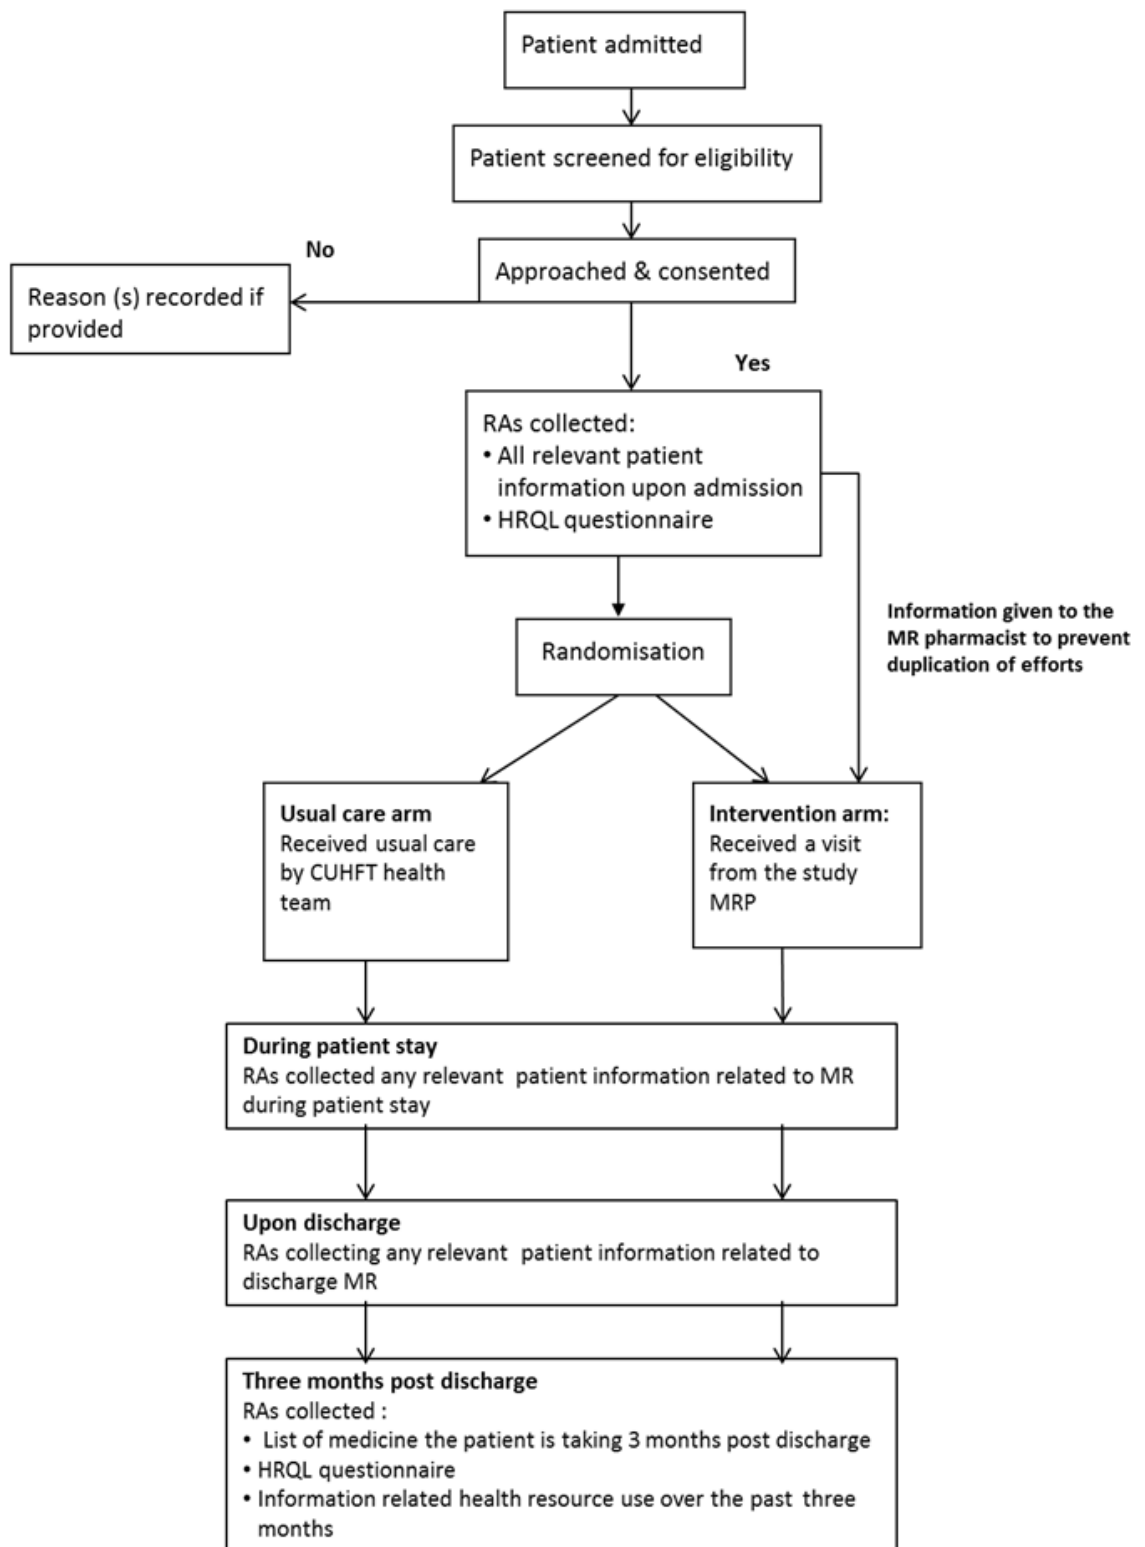 Patient admitted
Patient screened for eligibility
No
Approached & consented
Reason (s) recorded if
provided
Yes
RAs collected:
• All relevant patient
information upon admission
• HRQL questionnaire
Information given to the
MR pharmacist to prevent
duplication of efforts
Randomisation
Usual care arm
Received usual care
by CUHFT health
team
Intervention arm:
Received a visit
from the study
MRP
During patient stay
RAs collected any relevant patient information related to MR
during patient stay
Upon discharge
RAs collecting any relevant patient information related to
discharge MR
Three months post discharge
RAs collected :
• List of medicine the patient is taking 3 months post discharge
• HRQL questionnaire
• Information related health resource use over the past three
months